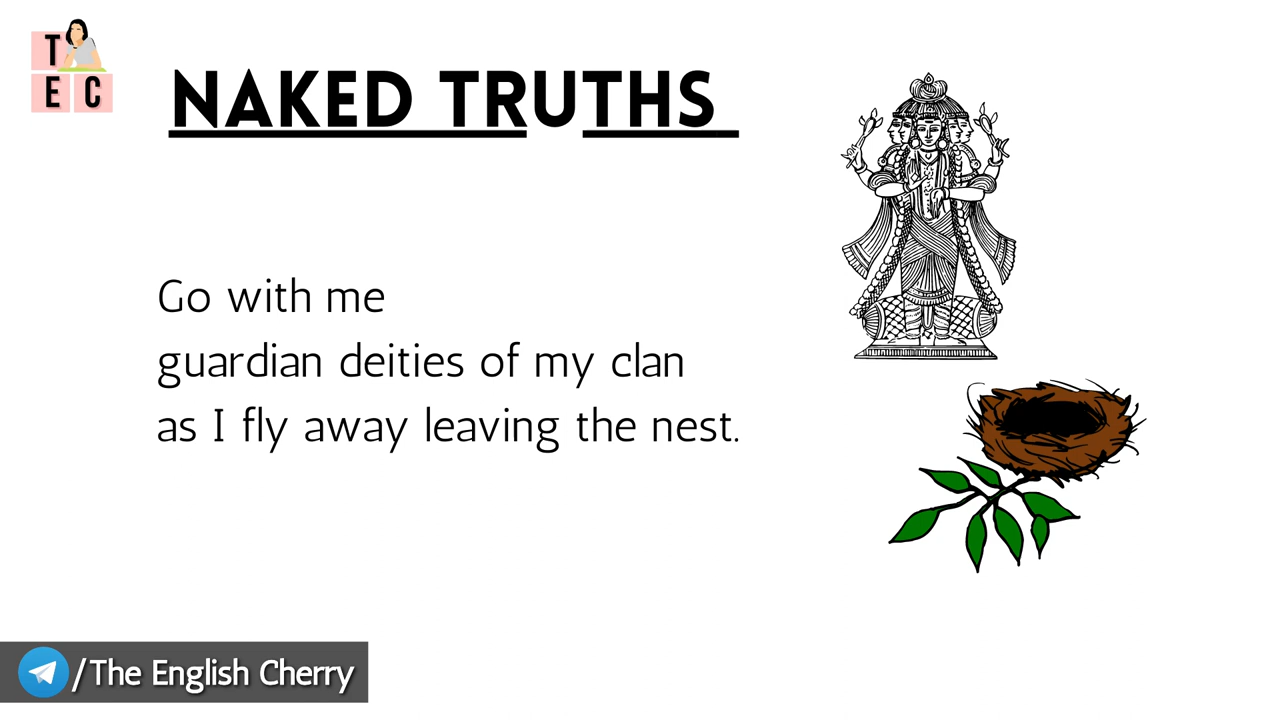 T
E C
NAKED TRUTHS
Go with me
guardian deities of my clan
as I fly away leaving the nest.
/The English Cherry